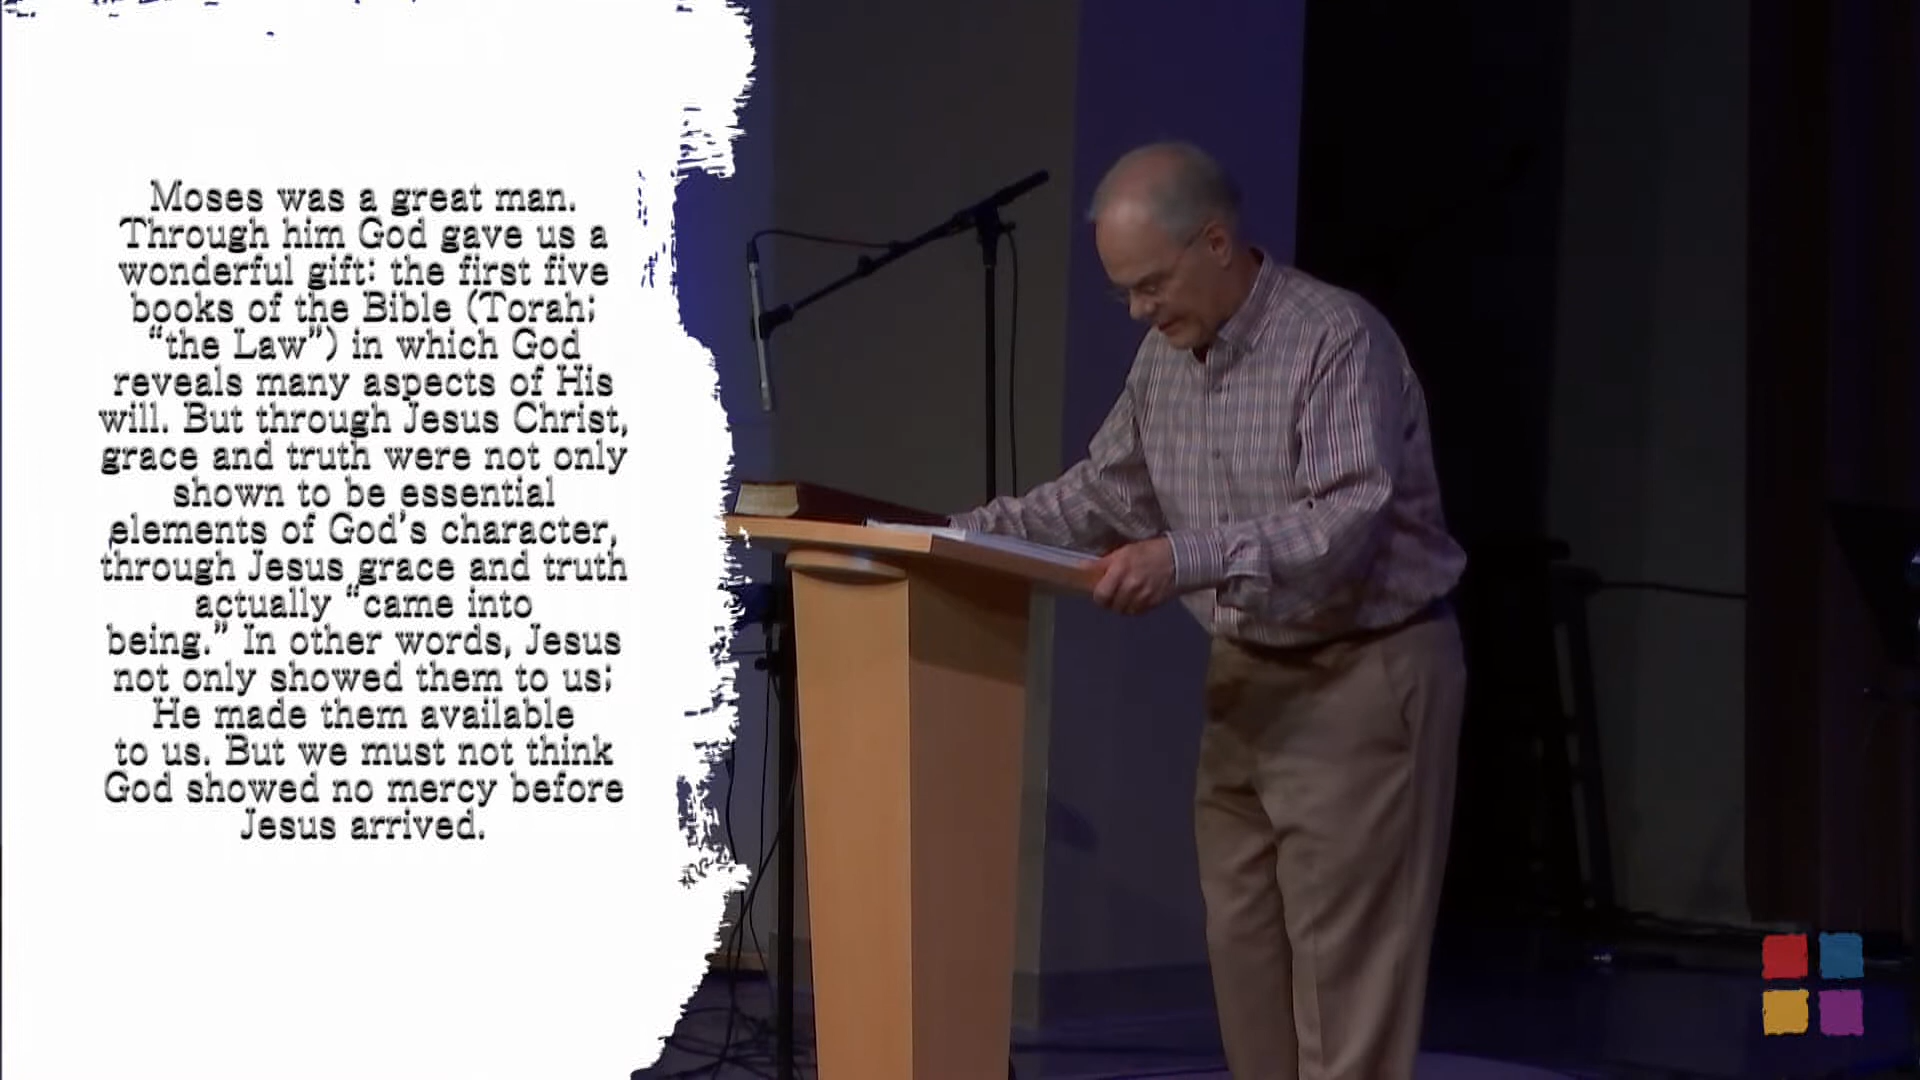 Moses was a great man.
Through him God gave us a
wonderful gift: the first five
books of the Bible (Torah;
“the Law”) in which God
reveals many aspects of His
will. But through Jesus Christ,
grace and truth were not only
shown to be essential
elements of God’s character,
through Jesus grace and truth
actually “came into
being.” In other words, Jesus
not only showed them to us;
He made them available
to us. But we must not think
God showed no mercy before
Jesus arrived.